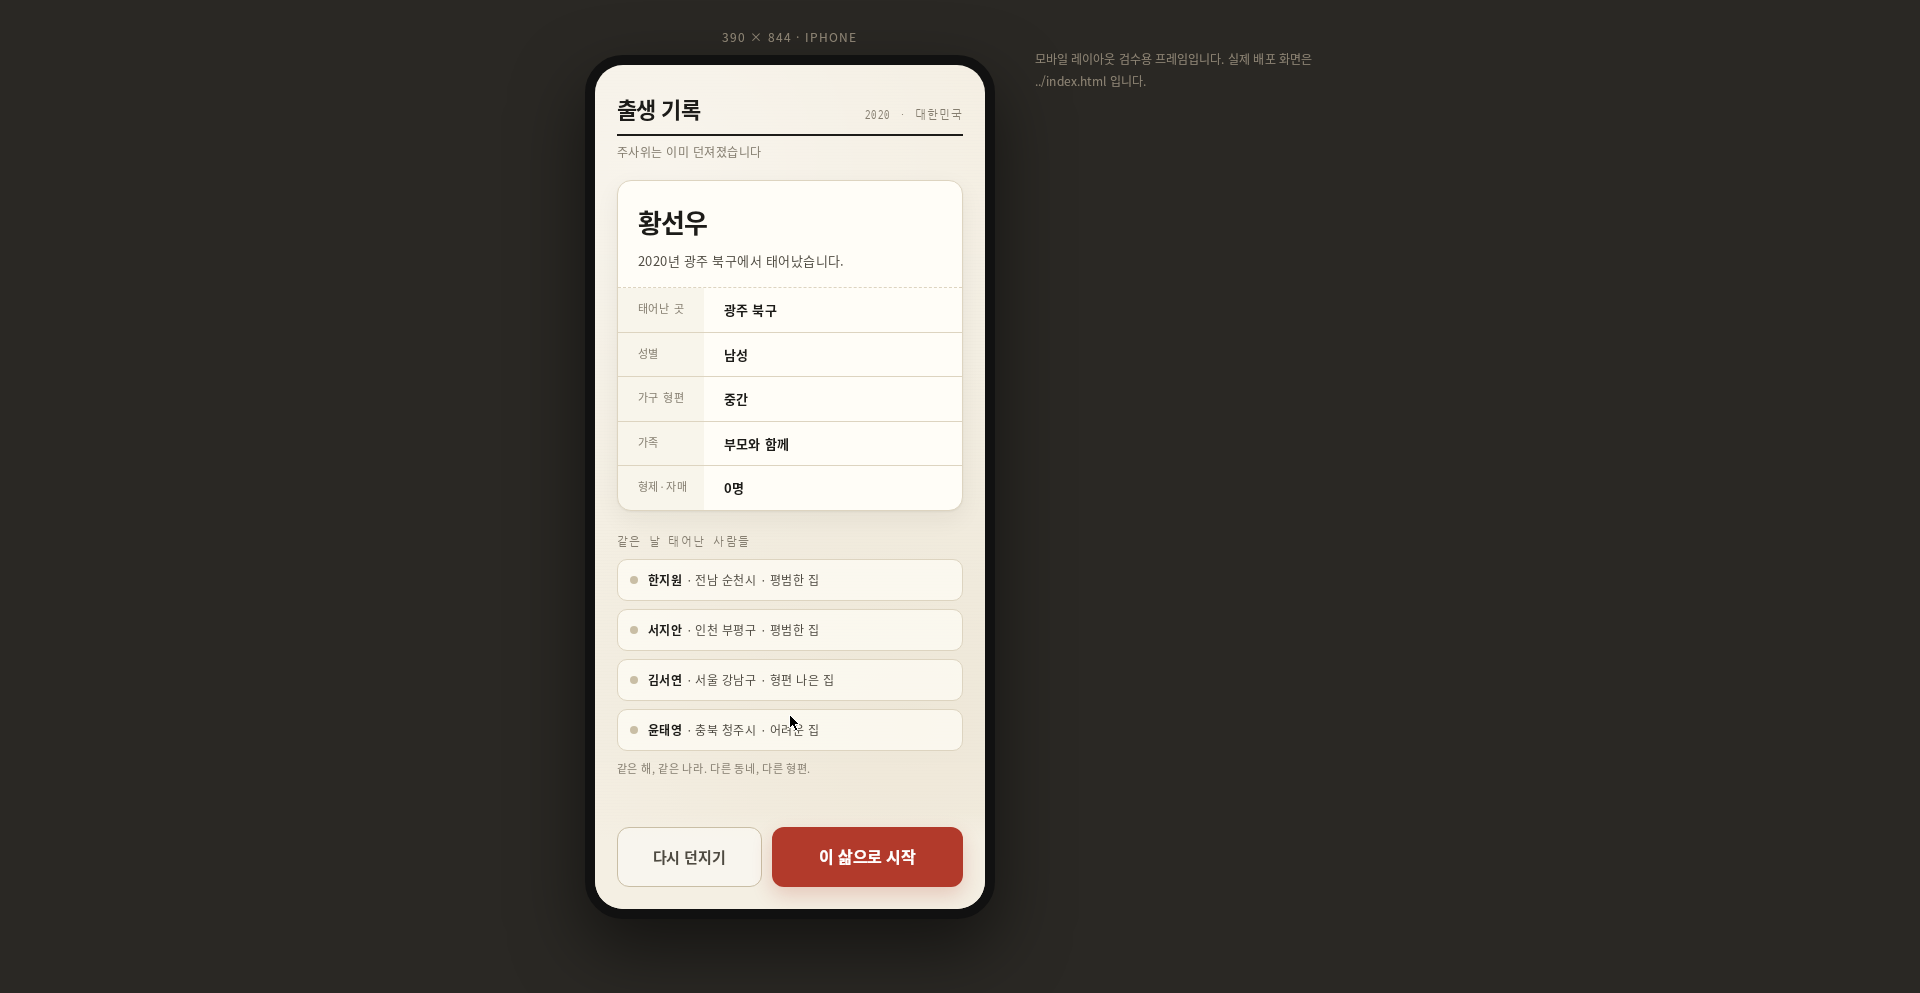 390 × 844 · IPHONE
모바일 레이아웃 검수용 프레임입니다. 실제 배포 화면은
../index.html 입니다.
출생 기록
2020 · 대한민국
주사위는 이미 던져졌습니다
황선우
2020년 광주 북구에서 태어났습니다.
태어난 곳 광주 북구
성별 남성
가구 형편 중간
가족 부모와 함께
형제·자매 0명
같은 날 태어난 사람들
한지원 · 전남 순천시 · 평범한 집
서지안 · 인천 부평구 · 평범한 집
김서연 · 서울 강남구 · 형편 나은 집
윤태영 · 충북 청주시 · 어려운 집
같은 해, 같은 나라. 다른 동네, 다른 형편.
다시 던지기
이 삶으로 시작